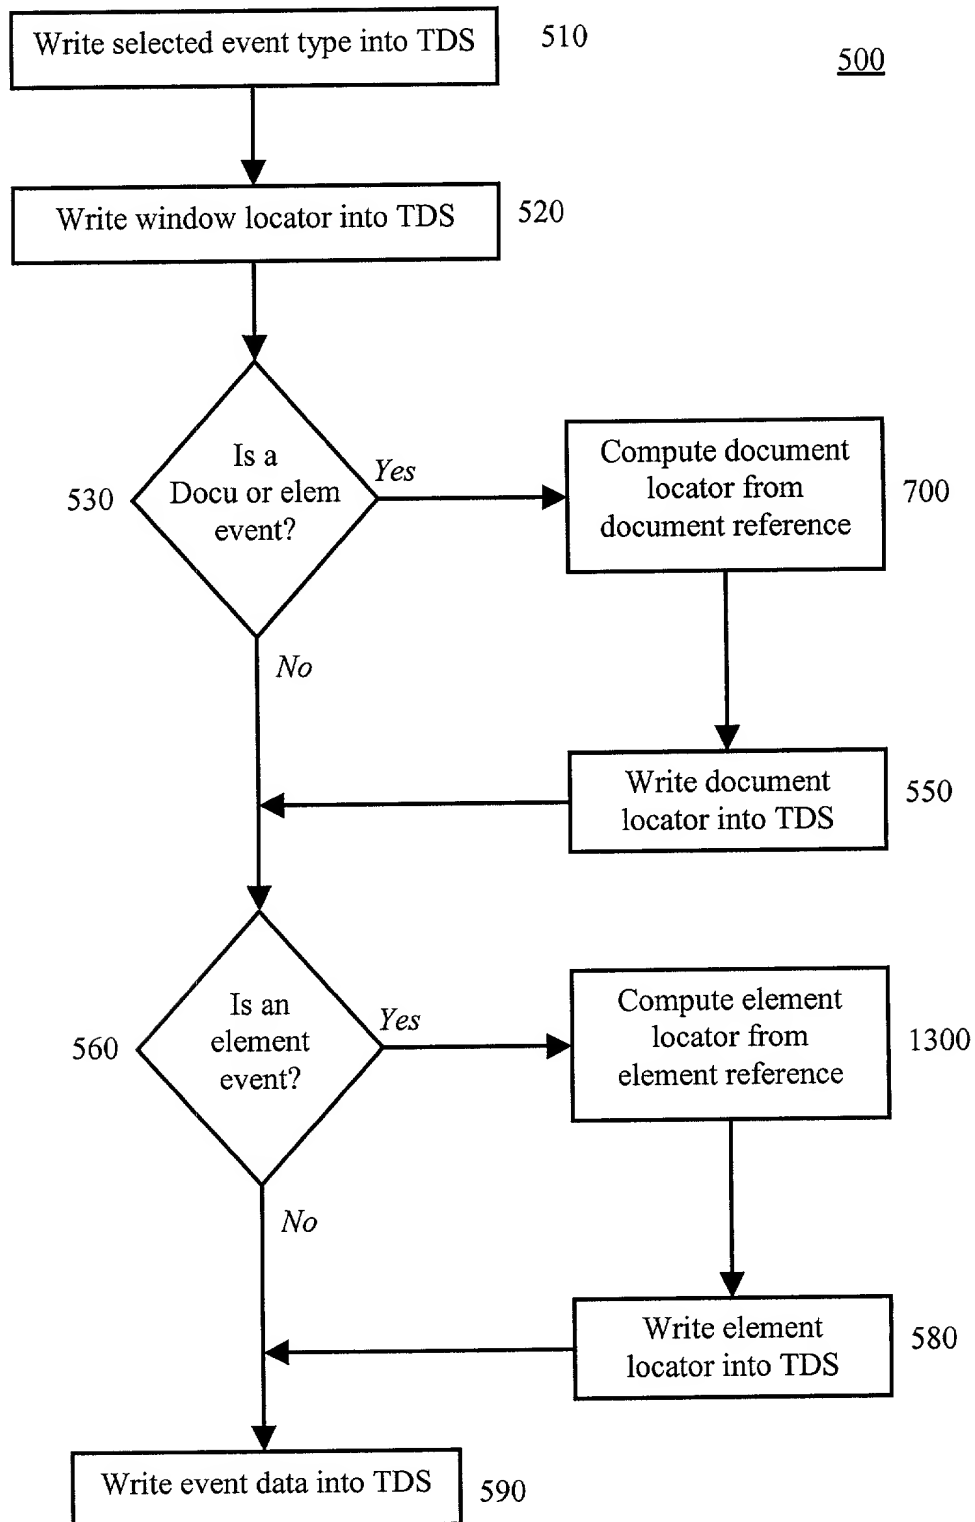 Write selected event type into TDS
510
500
Write window locator into TDS
520
Is a
Docu or elem
event?
530
Yes
Compute document
locator from
document reference
700
No
Write document
locator into TDS
550
Is an
element
event?
560
Yes
Compute element
locator from
element reference
1300
No
Write element
locator into TDS
580
Write event data into TDS
590